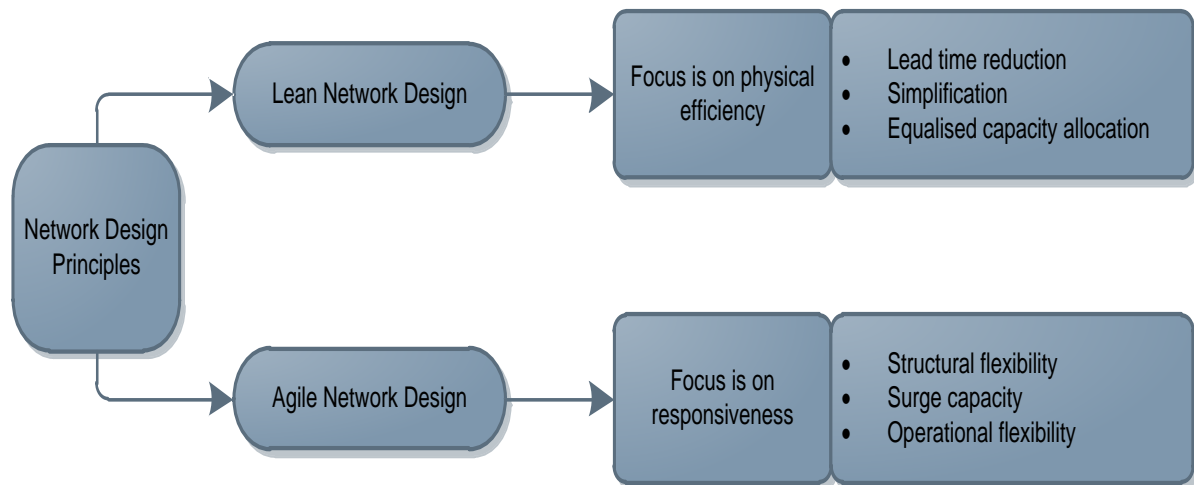 Network Design
Principles
Lean Network Design
Focus is on physical
efficiency
• Lead time reduction
• Simplification
• Equalised capacity allocation
Agile Network Design
Focus is on
responsiveness
• Structural flexibility
• Surge capacity
• Operational flexibility